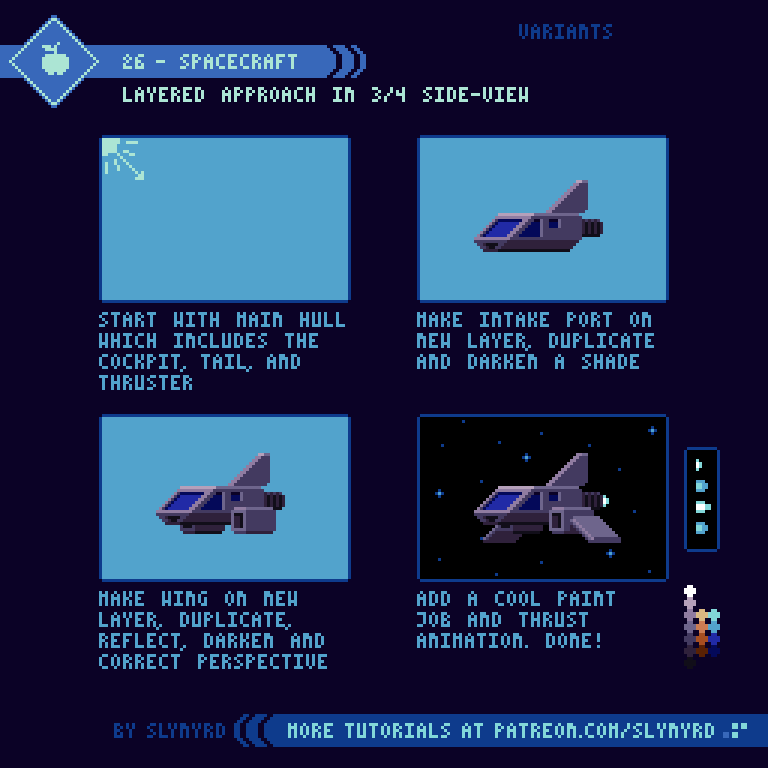 VARIANTS
26 - SPACECRAFT
LAYERED APPROACH IN 3/4 SIDE-VIEW
START WITH MAIN HULL
WHICH INCLUDES THE
COCKPIT, TAIL, AND
THRUSTER
MAKE INTAKE PORT ON
NEW LAYER, DUPLICATE
AND DARKEN A SHADE
MAKE WING ON NEW
LAYER, DUPLICATE,
REFLECT, DARKEN AND
CORRECT PERSPECTIVE
ADD A COOL PAINT
JOB AND THRUST
ANIMATION. DONE!
BY SLYNYRD
MORE TUTORIALS AT PATREON.COM/SLYNYRD